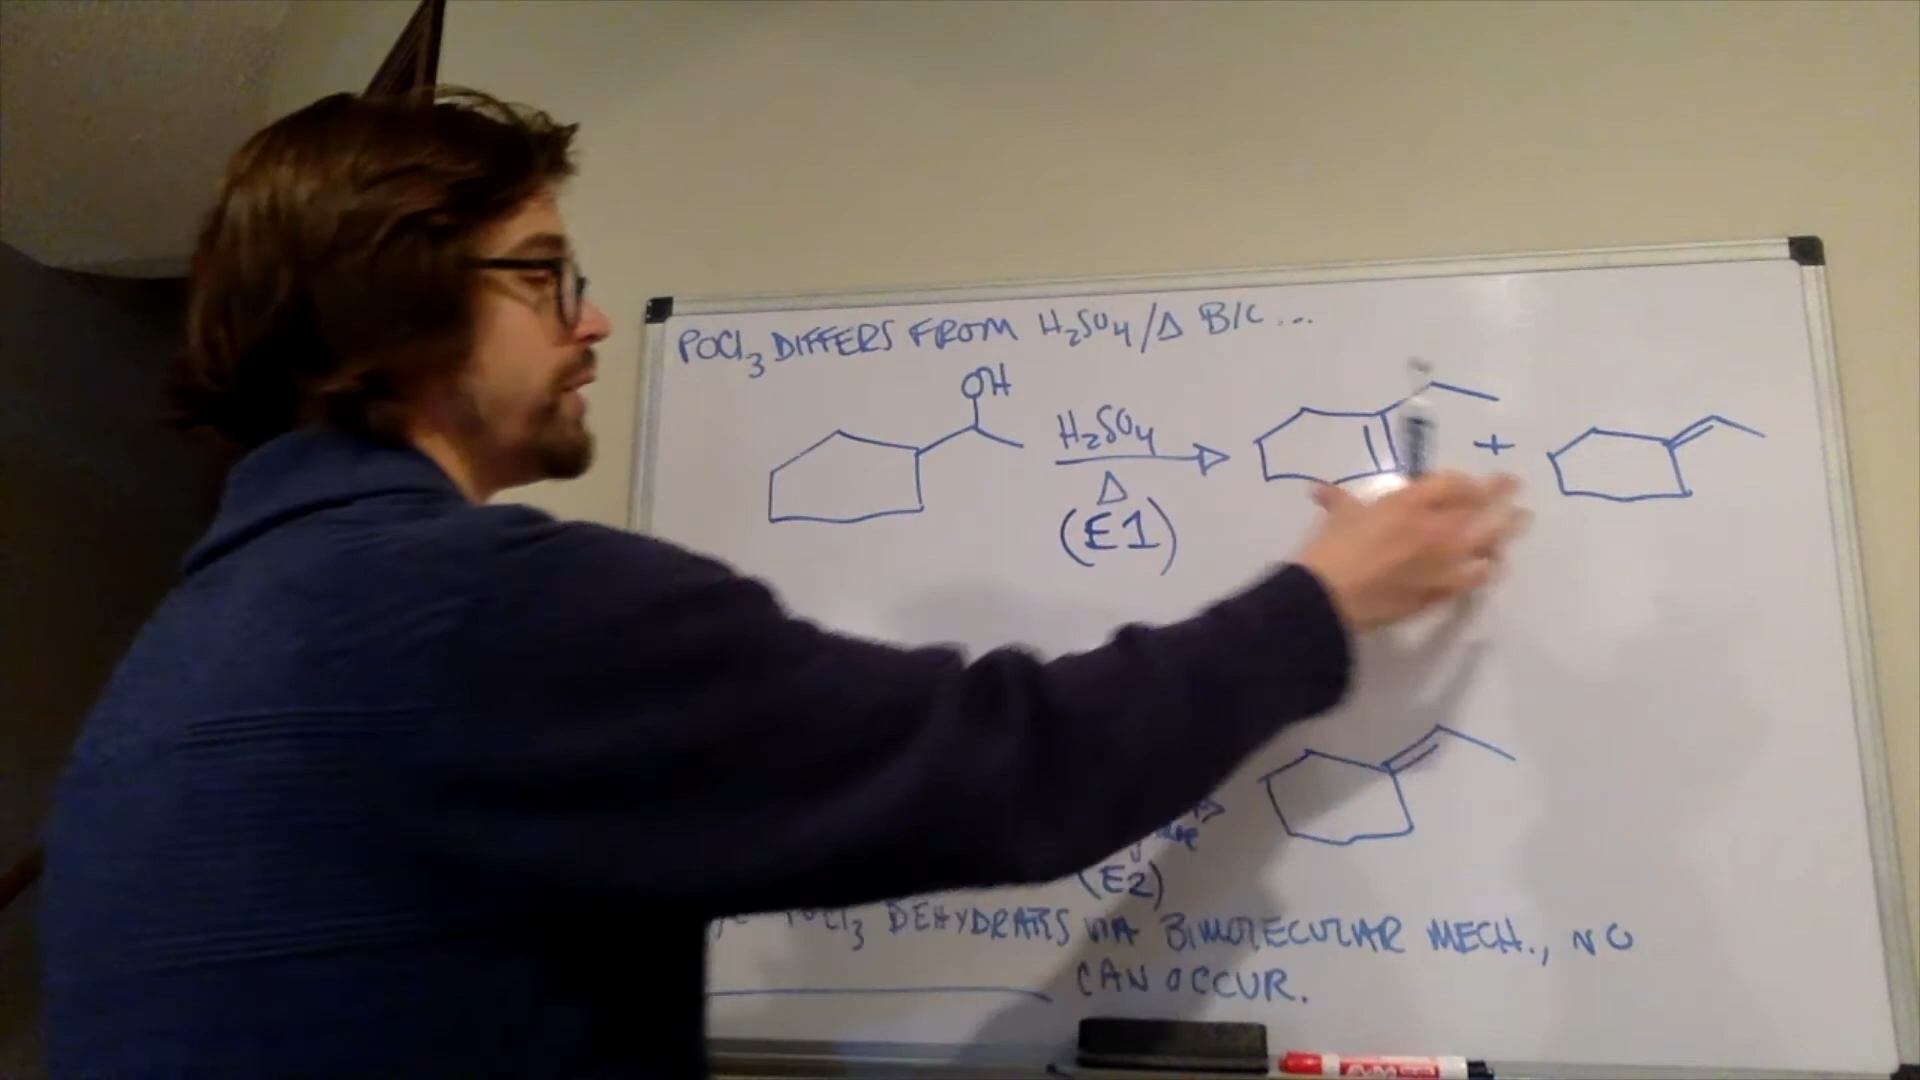 POCl₃ DIFFERS FROM H₂SO₄/Δ B/C ...
OH
H₂SO₄
Δ
(E1)
+
(E2)
POCl₃ DEHYDRATES VIA BIMOLECULAR MECH., NO
CAN OCCUR.